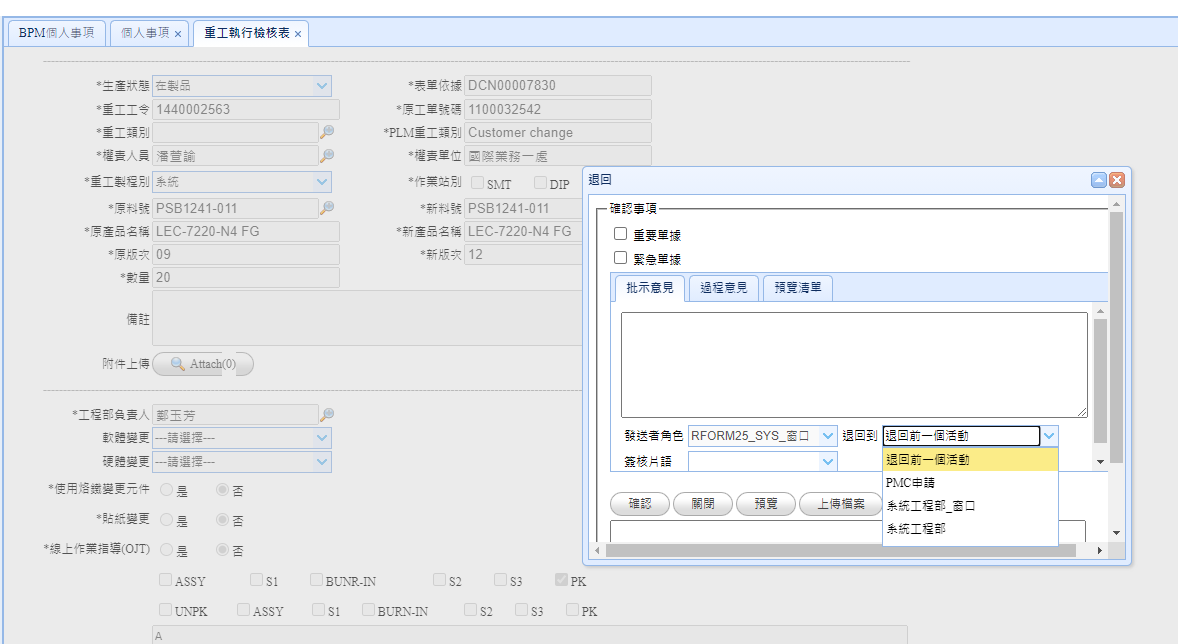 BPM個人事項 個人事項 × 重工執行檢核表 ×
*生產狀態 在製品 *表單依據 DCN00007830
*重工工令 1440002563 *原工單號碼 1100032542
*重工類別 *PLM重工類別 Customer change
*權責人員 潘萱諭 *權責單位 國際業務一處
*重工製程別 系統 *作業站別 SMT DIP
*原料號 PSB1241-011 *新料號 PSB1241-011
*原產品名稱 LEC-7220-N4 FG *新產品名稱 LEC-7220-N4 FG
*原版次 09 *新版次 12
*數量 20
備註
附件上傳 Attach(0)
*工程部負責人 鄭玉芳
軟體變更 ---請選擇---
硬體變更 ---請選擇---
*使用烙鐵變更元件 是 否
*貼紙變更 是 否
*線上作業指導(OJT) 是 否
ASSY S1 BUNR-IN S2 S3 PK
UNPK ASSY S1 BURN-IN S2 S3 PK
A
退回
確認事項
重要單據
緊急單據
批示意見 過程意見 預覽清單
發送者角色 RFORM25_SYS_窗口 退回到 退回前一個活動
簽核片語
退回前一個活動
PMC申請
系統工程部_窗口
系統工程部
確認 關閉 預覽 上傳檔案